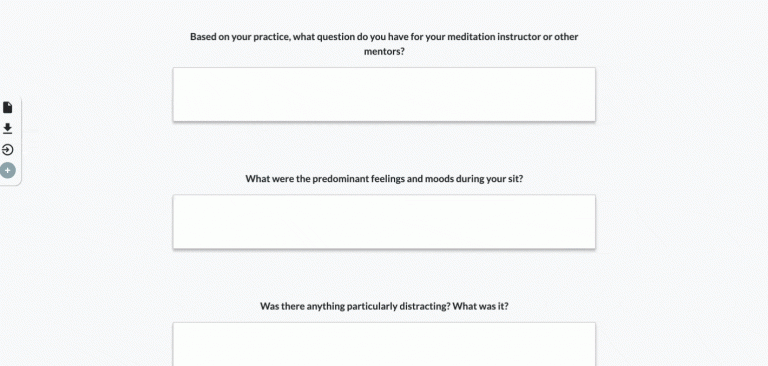 Based on your practice, what question do you have for your meditation instructor or other
mentors?
What were the predominant feelings and moods during your sit?
Was there anything particularly distracting? What was it?